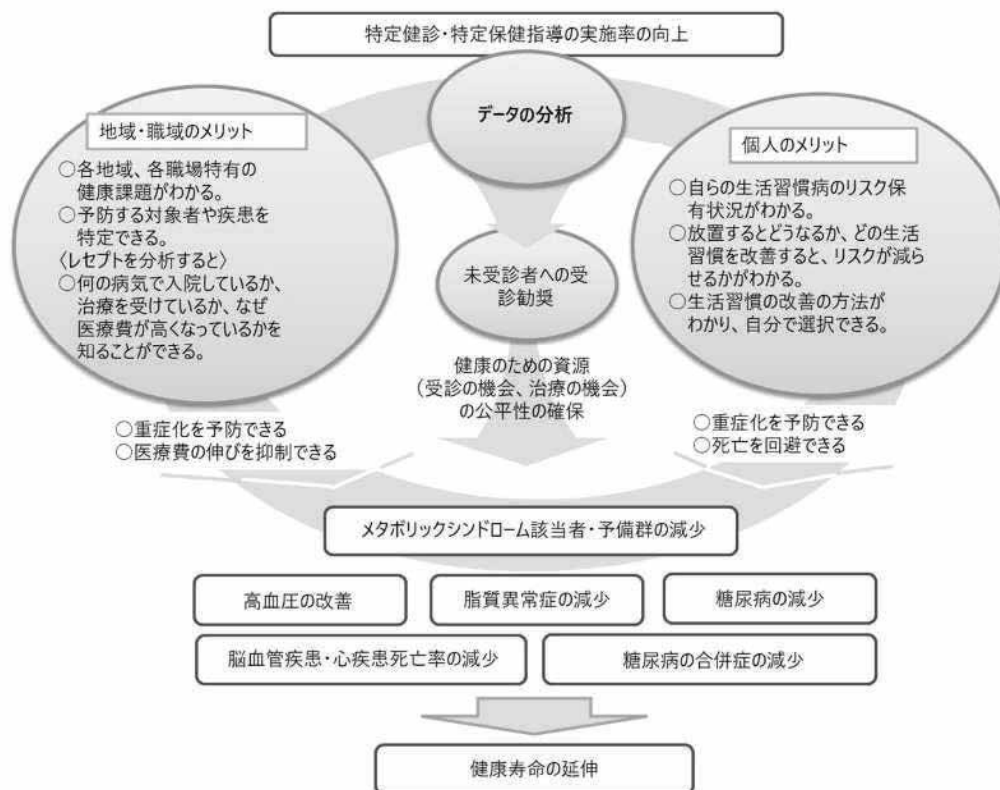 特定健診・特定保健指導の実施率の向上
データの分析
地域・職域のメリット
○各地域、各職場特有の
健康課題がわかる。
○予防する対象者や疾患を
特定できる。
〈レセプトを分析すると〉
○何の病気で入院しているか、
治療を受けているか、なぜ
医療費が高くなっているかを
知ることができる。
○重症化を予防できる
○医療費の伸びを抑制できる
未受診者への受
診勧奨
健康のための資源
(受診の機会、治療の機会)
の公平性の確保
個人のメリット
○自らの生活習慣病のリスク保
有状況がわかる。
○放置するとどうなるか、どの生活
習慣を改善すると、リスクが減ら
せるかがわかる。
○生活習慣の改善の方法が
わかり、自分で選択できる。
○重症化を予防できる
○死亡を回避できる
メタボリックシンドローム該当者・予備群の減少
高血圧の改善
脂質異常症の減少
糖尿病の減少
脳血管疾患・心疾患死亡率の減少
糖尿病の合併症の減少
健康寿命の延伸